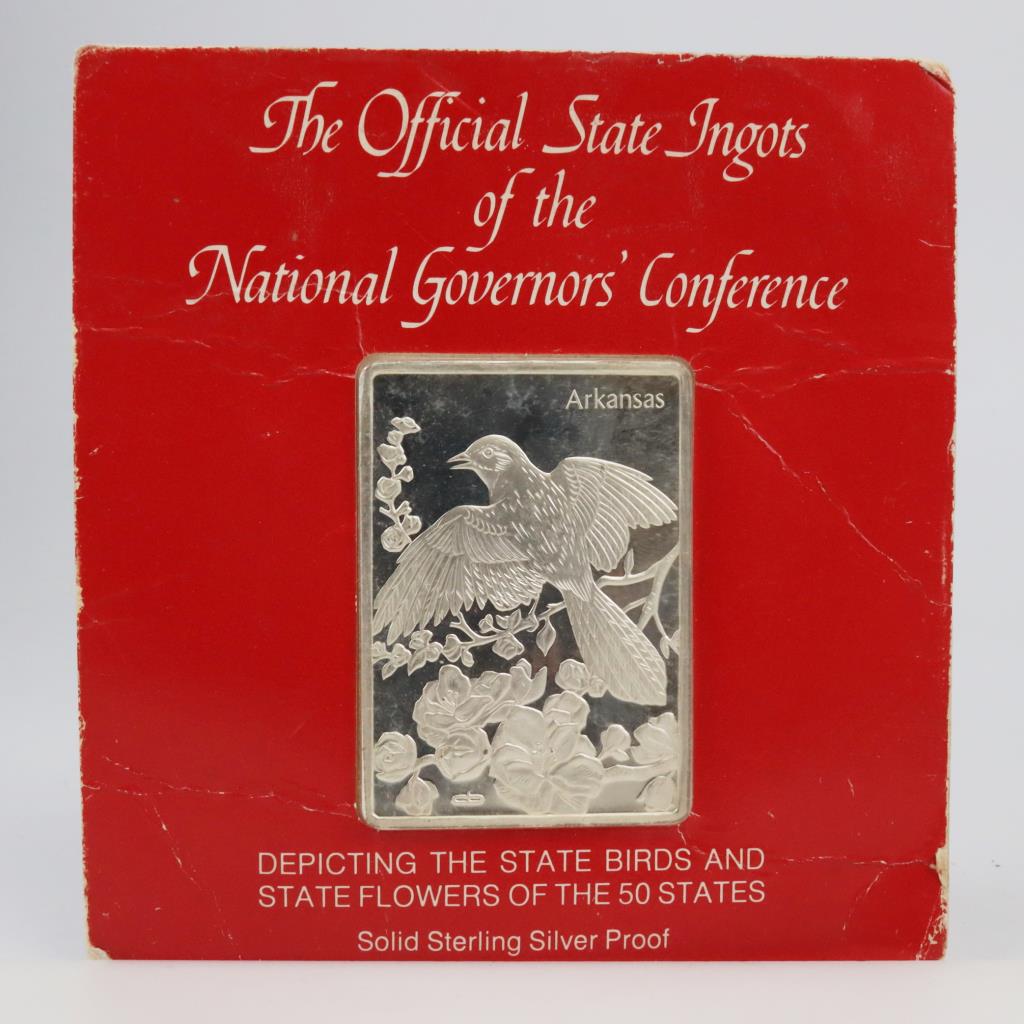 The Official State Ingots
of the
National Governors' Conference
Arkansas
DEPICTING THE STATE BIRDS AND
STATE FLOWERS OF THE 50 STATES
Solid Sterling Silver Proof